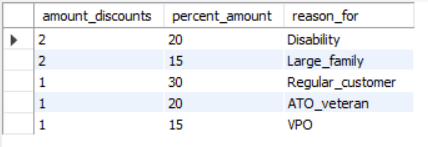 amount_discounts percent_amount reason_for
2 20 Disability
2 15 Large_family
1 30 Regular_customer
1 20 ATO_veteran
1 15 VPO